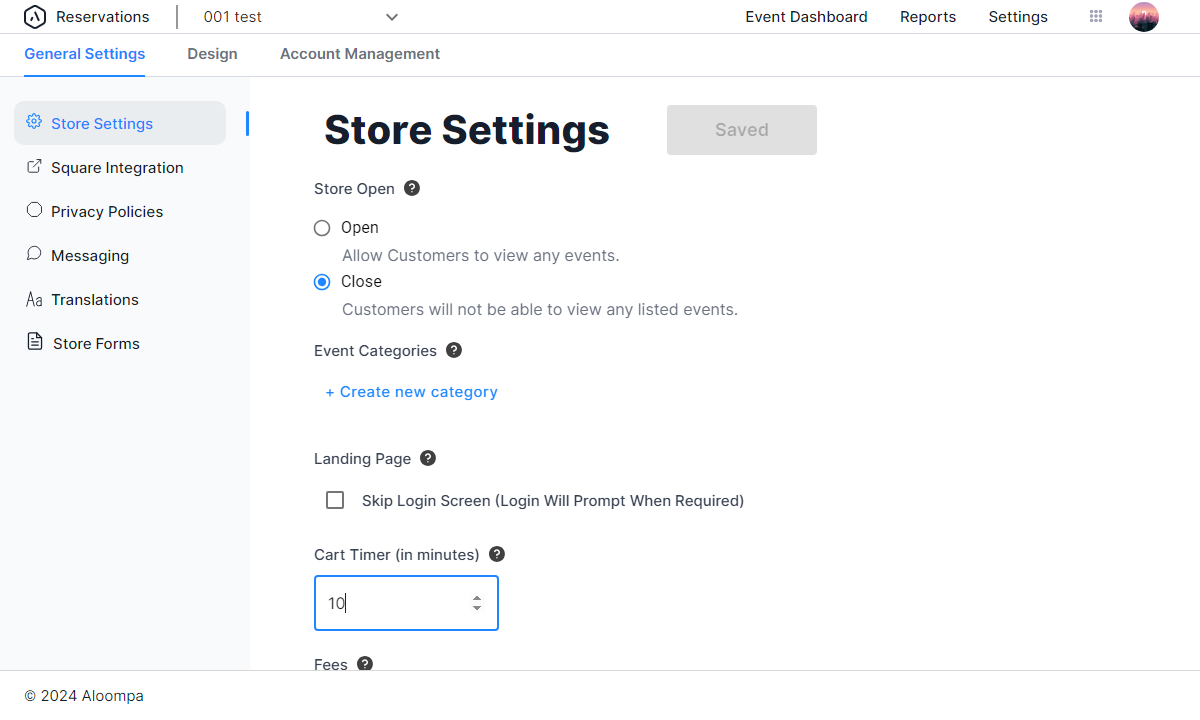 Reservations
001 test
Event Dashboard
Reports
Settings
General Settings
Design
Account Management
Store Settings
Square Integration
Privacy Policies
Messaging
Aa Translations
Store Forms
Store Settings
Saved
Store Open ?
Open
Allow Customers to view any events.
Close
Customers will not be able to view any listed events.
Event Categories ?
+ Create new category
Landing Page ?
Skip Login Screen (Login Will Prompt When Required)
Cart Timer (in minutes) ?
10
Fees ?
© 2024 Aloompa